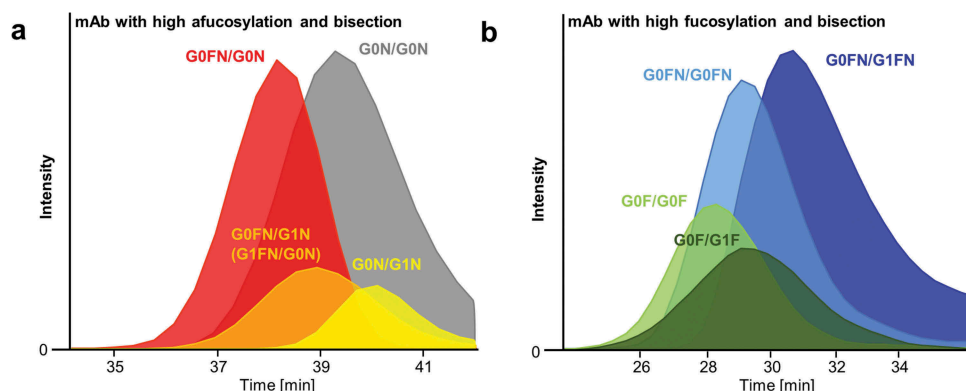 a
mAb with high afucosylation and bisection
G0FN/G0N
G0N/G0N
G0FN/G1N
(G1FN/G0N)
G0N/G1N
Intensity
0
35
37
39
41
Time [min]
b
mAb with high fucosylation and bisection
G0FN/G0FN
G0FN/G1FN
G0F/G0F
G0F/G1F
Intensity
0
26
28
30
32
34
Time [min]